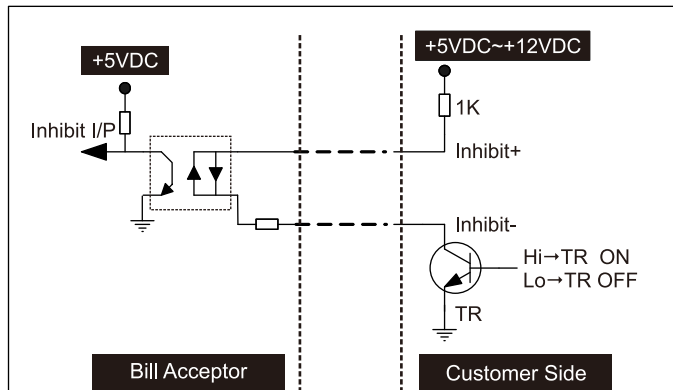 +5VDC
+5VDC~+12VDC
1K
Inhibit I/P
Inhibit+
Inhibit-
Hi→TR ON
Lo→TR OFF
TR
Bill Acceptor
Customer Side